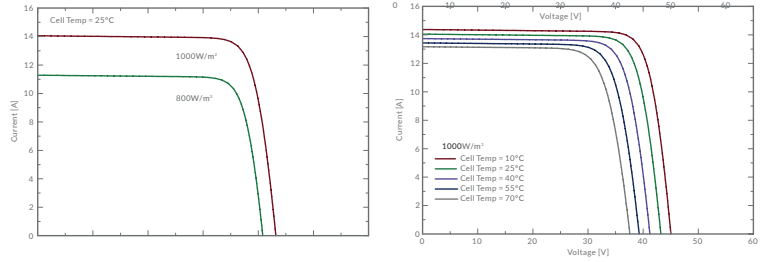 16
14
12
10
8
6
4
2
0
Current [A]
Cell Temp = 25°C
1000W/m²
800W/m²
0 10 20 30 40 50 60
Voltage [V]
16
14
12
10
8
6
4
2
0
Current [A]
1000W/m²
Cell Temp = 10°C
Cell Temp = 25°C
Cell Temp = 40°C
Cell Temp = 55°C
Cell Temp = 70°C
0 10 20 30 40 50 60
Voltage [V]